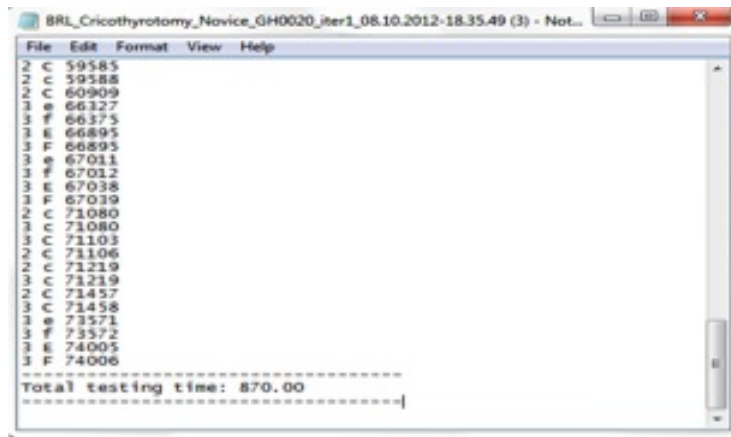 BRL_Cricothyrotomy_Novice_GH0020_iter1_08.10.2012-18.35.49 (3) - Not...
File Edit Format View Help
2 C 59585
2 c 59588
2 C 60909
3 e 66327
3 f 66375
3 E 66895
3 F 66895
3 e 67011
3 f 67012
3 E 67038
3 F 67039
2 c 71080
3 c 71080
3 C 71103
2 C 71106
2 c 71219
3 c 71219
2 C 71457
3 C 71458
3 e 73571
3 f 73572
3 E 74005
3 F 74006
----------------------------------------
Total testing time: 870.00
----------------------------------------